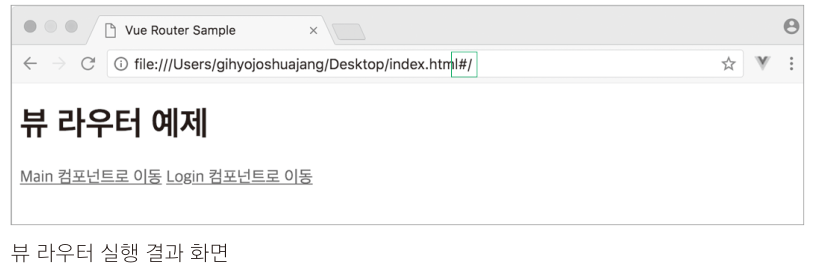 Vue Router Sample
file:///Users/gihyojoshuajang/Desktop/index.html#/
뷰 라우터 예제
Main 컴포넌트로 이동 Login 컴포넌트로 이동
뷰 라우터 실행 결과 화면